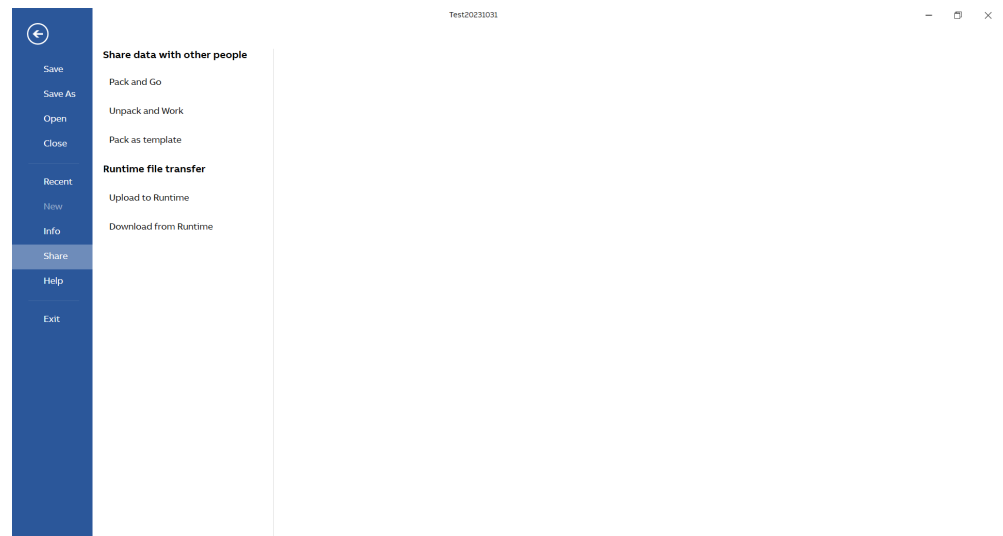 Test20231031
Save
Save As
Open
Close
Recent
New
Info
Share
Help
Exit
Share data with other people
Pack and Go
Unpack and Work
Pack as template
Runtime file transfer
Upload to Runtime
Download from Runtime